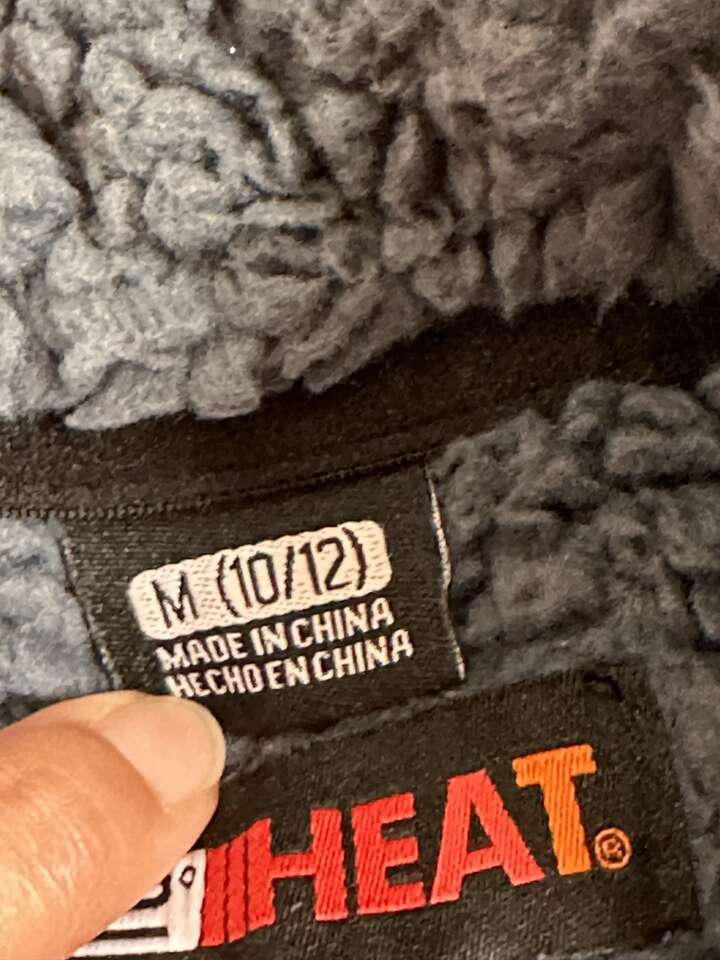 M (10/12)
MADE IN CHINA
HECHO EN CHINA
HEAT®